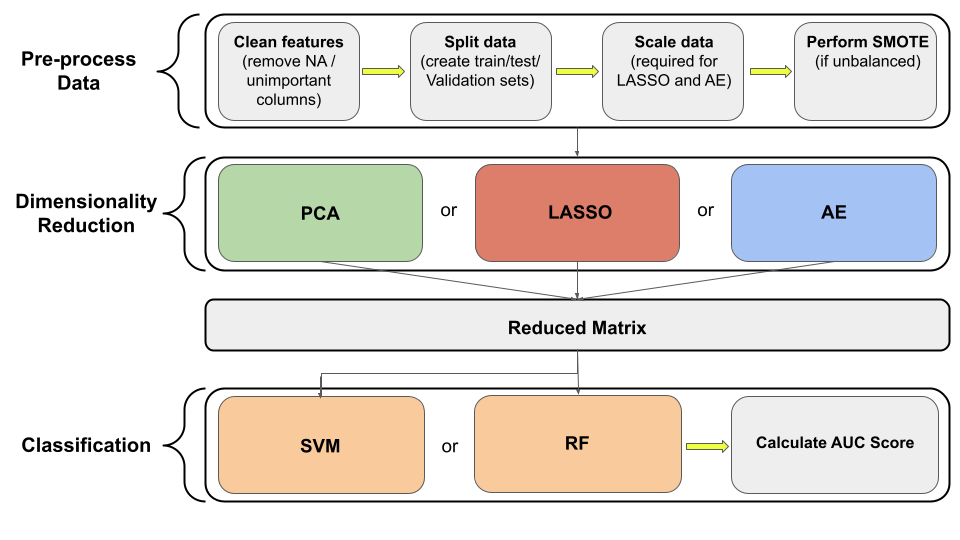 Pre-process
Data
Clean features
(remove NA /
unimportant
columns)
Split data
(create train/test/
Validation sets)
Scale data
(required for
LASSO and AE)
Perform SMOTE
(if unbalanced)
Dimensionality
Reduction
PCA
or
LASSO
or
AE
Reduced Matrix
Classification
SVM
or
RF
Calculate AUC Score